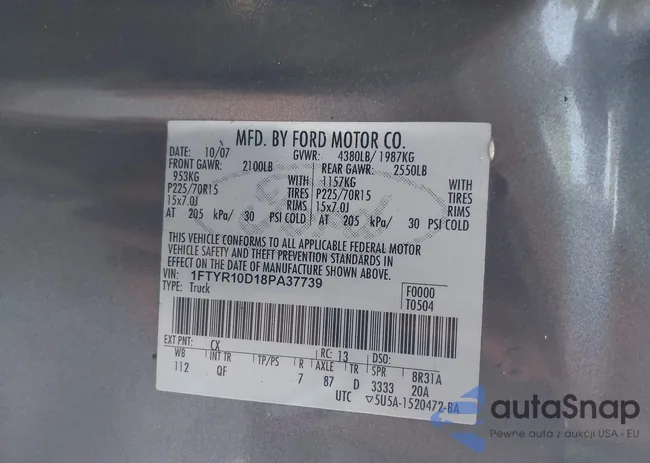 MFD. BY FORD MOTOR CO.
DATE: 10/07 GVWR: 4380LB/ 1987KG
FRONT GAWR: 2100LB REAR GAWR: 2550LB
953KG WITH 1157KG WITH
P225/70R15 TIRES P225/70R15 TIRES
15x7.0J RIMS 15x7.0J RIMS
AT 205 kPa/ 30 PSI COLD AT 205 kPa/ 30 PSI COLD
THIS VEHICLE CONFORMS TO ALL APPLICABLE FEDERAL MOTOR
VEHICLE SAFETY AND THEFT PREVENTION STANDARDS IN
EFFECT ON THE DATE OF MANUFACTURE SHOWN ABOVE.
VIN: 1FTYR10D18PA37739 F0000
TYPE: Truck T0504
EXT PNT: CX RC: 13 DSO:
WB INT TR TP/PS R AXLE TR SPR 8R31A
112 QF 7 87 D 3333 20A
UTC ▽5U5A-1520472-BA
Ford
autaSnap
Pewne auta z aukcji USA i EU